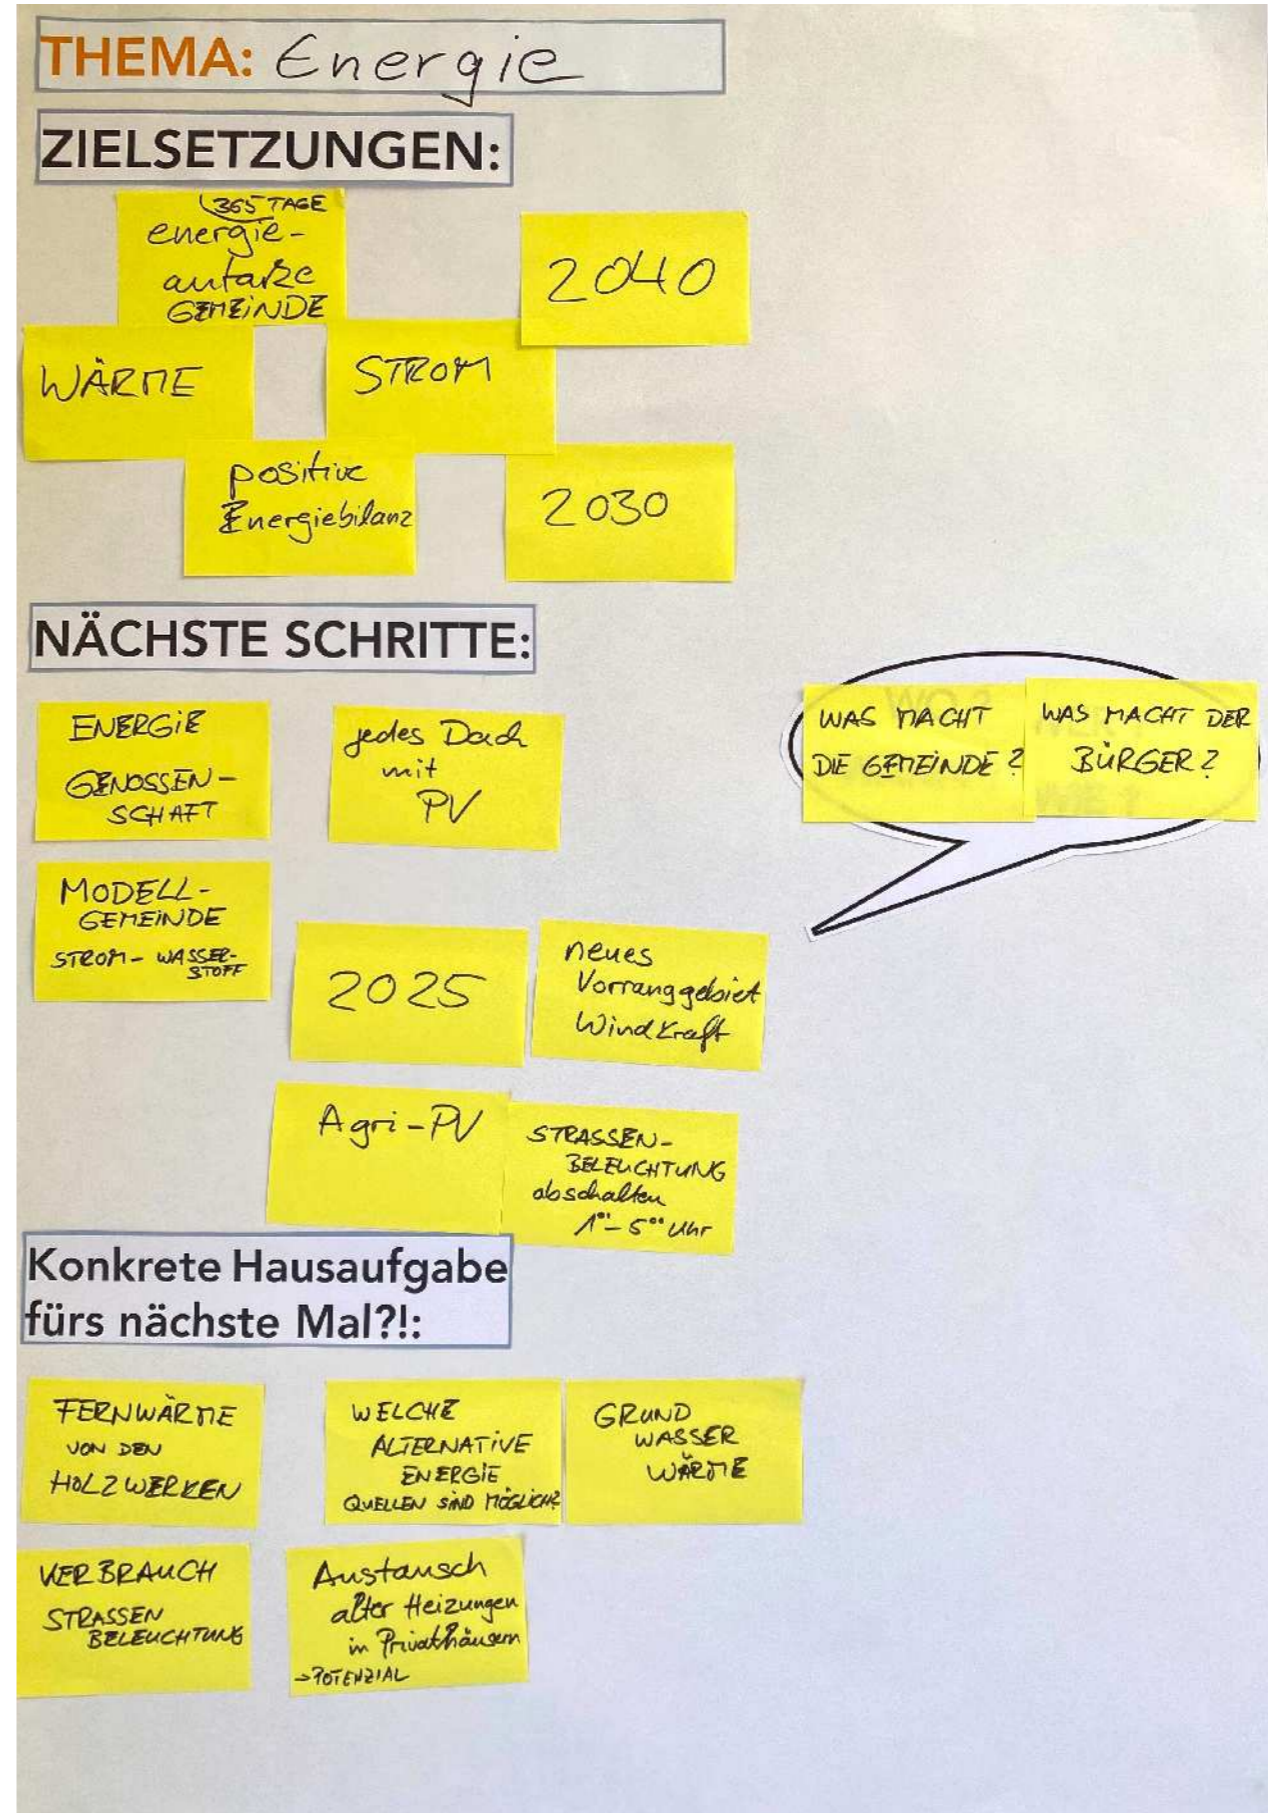 THEMA: Energie
ZIELSETZUNGEN:
365 TAGE
energie-
autarke
GEMEINDE
2040
WÄRME
STROM
positive
Energiebilanz
2030
NÄCHSTE SCHRITTE:
ENERGIE
GENOSSEN-
SCHAFT
jedes Dach
mit
PV
WAS MACHT
DIE GEMEINDE?
WAS MACHT DER
BÜRGER?
MODELL-
GEMEINDE
STROM- WASSER-
STOFF
2025
neues
Vorranggebiet
Windkraft
Agri-PV
STRASSEN-
BELEUCHTUNG
abschalten
1°°- 5°° Uhr
Konkrete Hausaufgabe
fürs nächste Mal?!:
FERNWÄRME
VON DEN
HOLZWERKEN
WELCHE
ALTERNATIVE
ENERGIE
QUELLEN SIND MÖGLICH?
GRUND
WASSER
WÄRME
VERBRAUCH
STRASSEN
BELEUCHTUNG
Austausch
alter Heizungen
in Privathäusern
→POTENZIAL